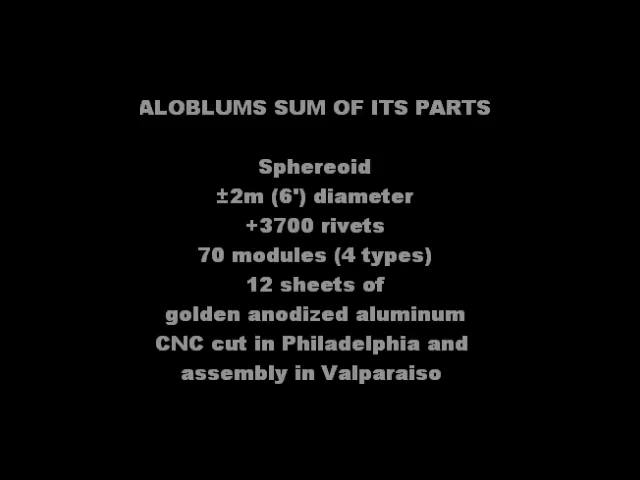 ALOBLUMS SUM OF ITS PARTS
Sphereoid
±2m (6') diameter
+3700 rivets
70 modules (4 types)
12 sheets of
golden anodized aluminum
CNC cut in Philadelphia and
assembly in Valparaiso